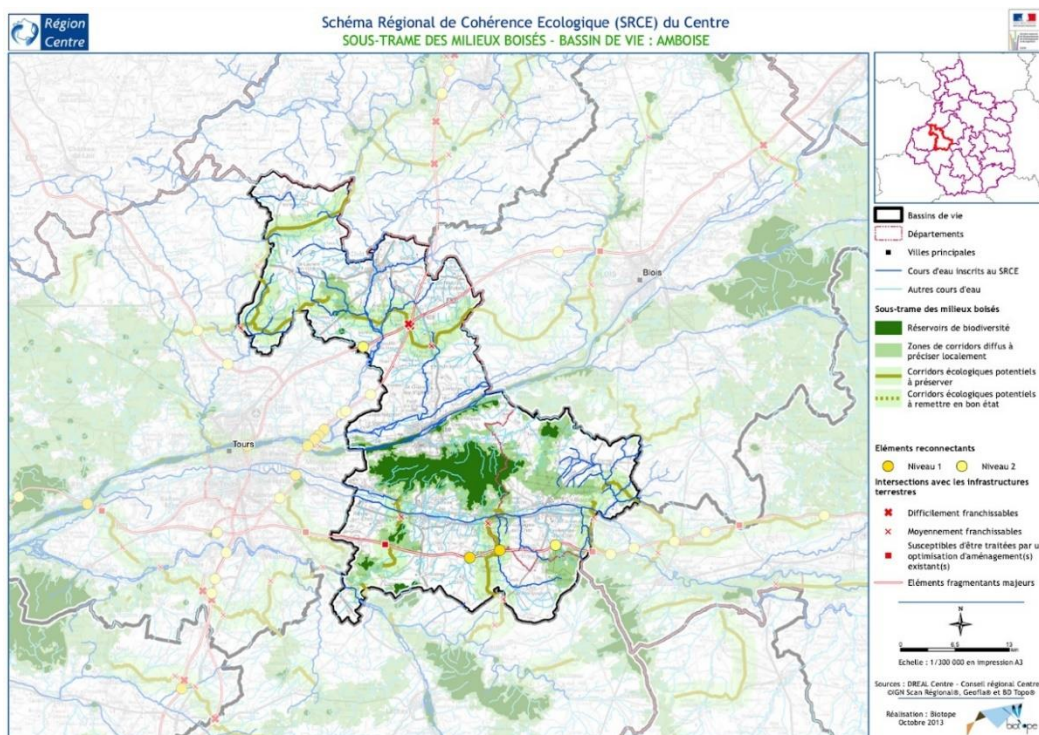 Région
Centre
Schéma Régional de Cohérence Ecologique (SRCE) du Centre
SOUS-TRAME DES MILIEUX BOISÉS - BASSIN DE VIE : AMBOISE
Blois
Tours
Bassins de vie
Départements
Villes principales
Cours d'eau inscrits au SRCE
Autres cours d'eau
Sous-trame des milieux boisés
Réservoirs de biodiversité
Zones de corridors diffus à
préciser localement
Corridors écologiques potentiels
à préserver
Corridors écologiques potentiels
à remettre en bon état
Eléments reconnectants
Niveau 1
Niveau 2
Intersections avec les infrastructures
terrestres
Difficilement franchissables
Moyennement franchissables
Susceptibles d'être traitées par u
optimisation d'aménagement(s)
existant(s)
Eléments fragmentants majeurs
N
0 6.5 13
km
Echelle : 1/300 000 en impression A3
Sources : DREAL Centre - Conseil régional Centre
©IGN Scan Régional®, Geofla® et BD Topo®
Réalisation : Biotope
Octobre 2013
biotope